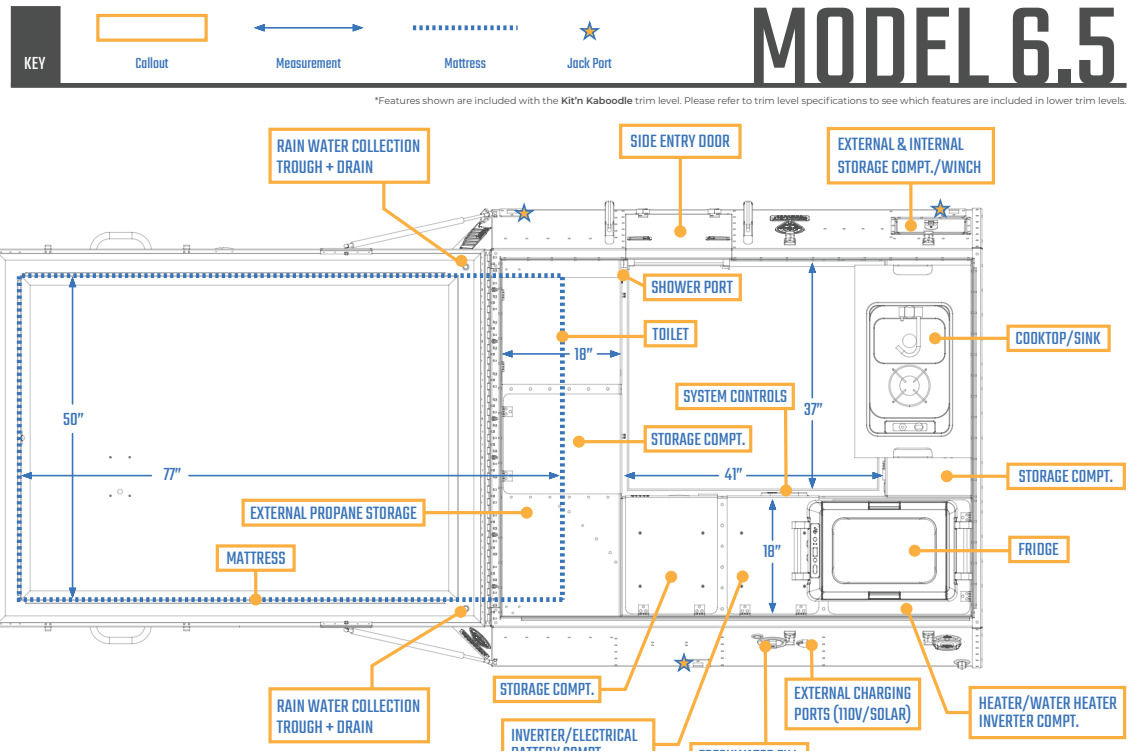 KEY
Callout
Measurement
Mattress
Jack Port
MODEL 6.5
*Features shown are included with the Kit'n Kaboodle trim level. Please refer to trim level specifications to see which features are included in lower trim levels.
RAIN WATER COLLECTION
TROUGH + DRAIN
SIDE ENTRY DOOR
EXTERNAL & INTERNAL
STORAGE COMPT./WINCH
SHOWER PORT
TOILET
COOKTOP/SINK
18"
SYSTEM CONTROLS
37"
50"
STORAGE COMPT.
77"
41"
STORAGE COMPT.
EXTERNAL PROPANE STORAGE
MATTRESS
18"
FRIDGE
STORAGE COMPT.
RAIN WATER COLLECTION
TROUGH + DRAIN
EXTERNAL CHARGING
PORTS (110V/SOLAR)
HEATER/WATER HEATER
INVERTER COMPT.
INVERTER/ELECTRICAL
BATTERY COMPT.